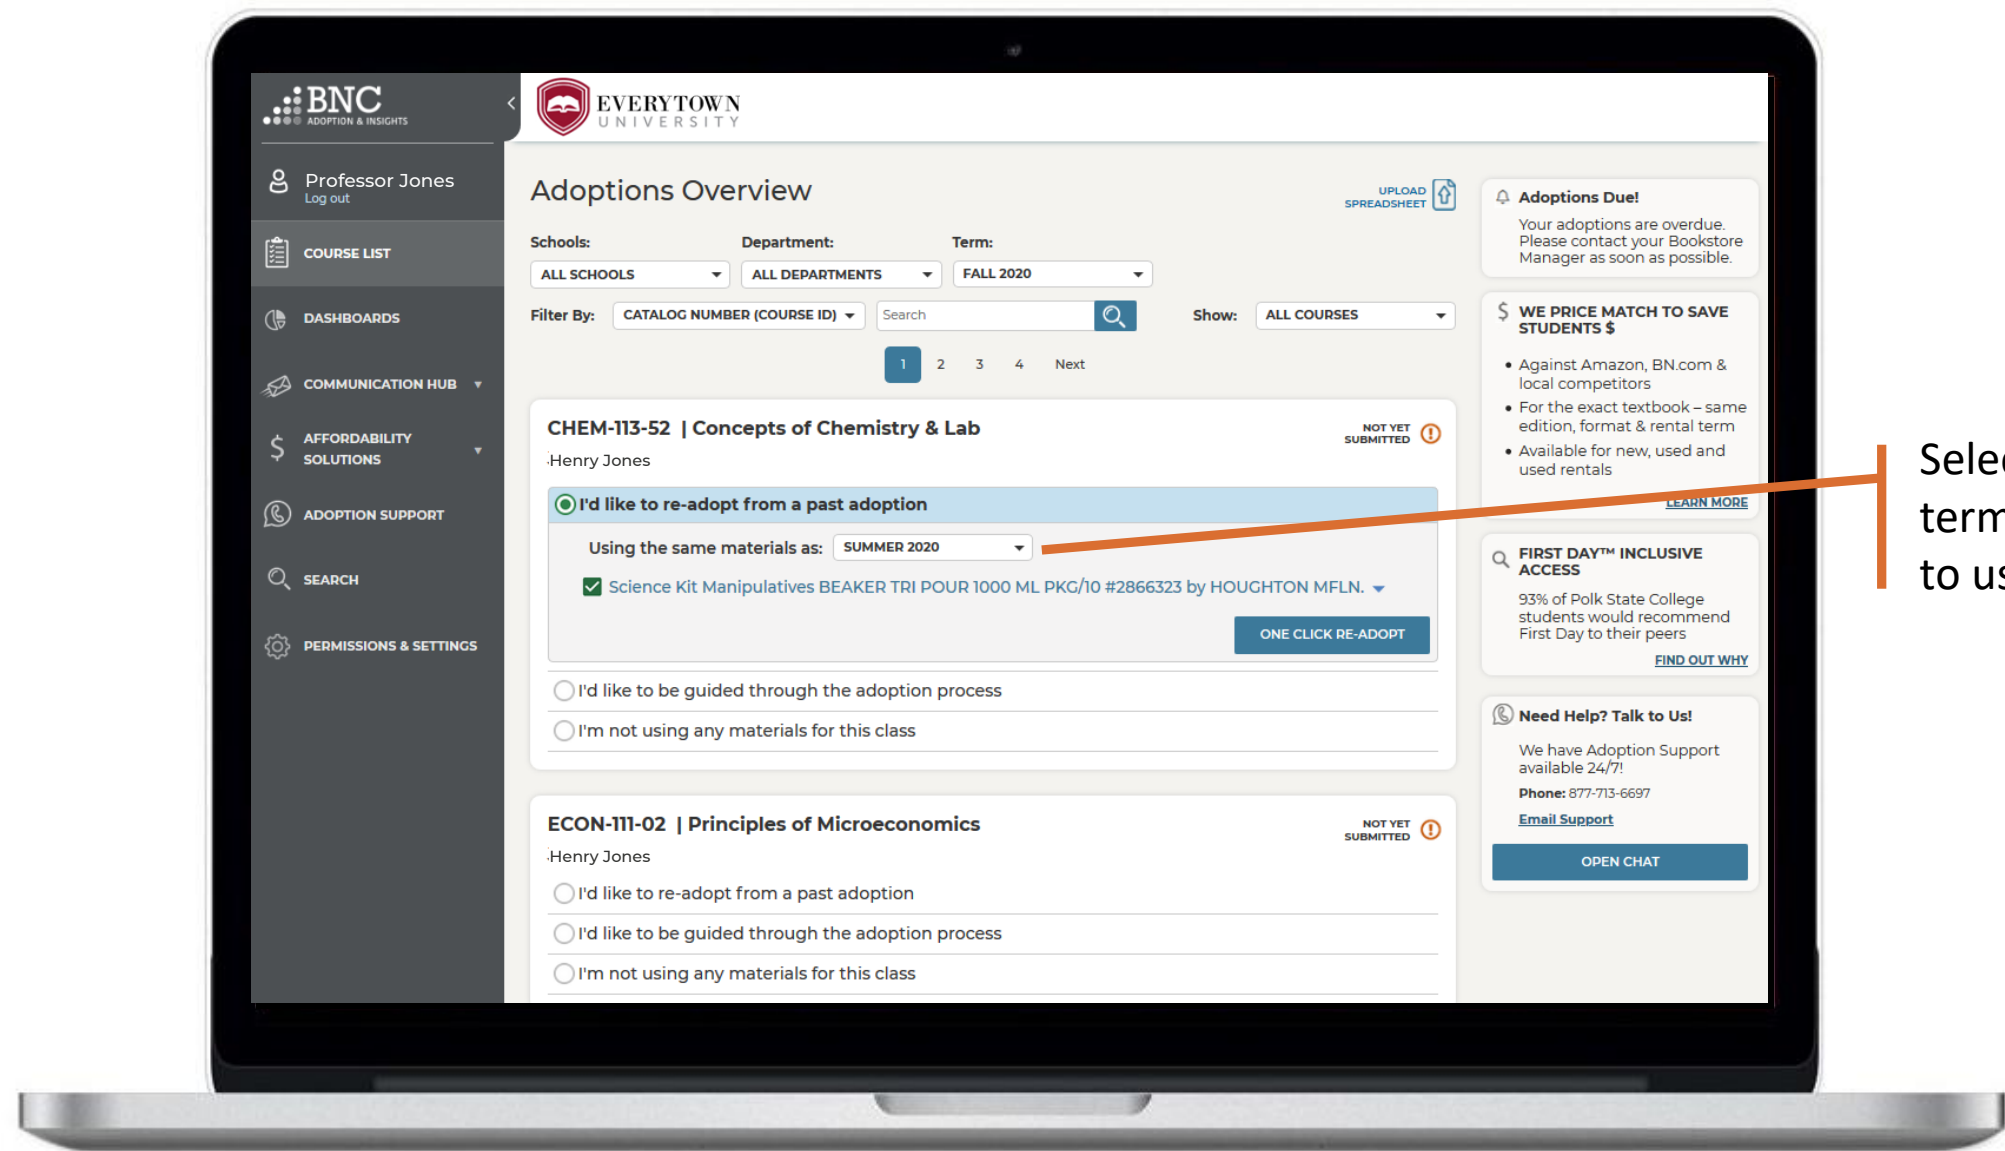 BNC
ADOPTION & INSIGHTS
EVERYTOWN
UNIVERSITY
Professor Jones
Log out
COURSE LIST
DASHBOARDS
COMMUNICATION HUB
AFFORDABILITY
SOLUTIONS
ADOPTION SUPPORT
SEARCH
PERMISSIONS & SETTINGS
Adoptions Overview
UPLOAD
SPREADSHEET
Schools: Department: Term:
ALL SCHOOLS ALL DEPARTMENTS FALL 2020
Filter By: CATALOG NUMBER (COURSE ID) Search Show: ALL COURSES
1 2 3 4 Next
CHEM-113-52 | Concepts of Chemistry & Lab
NOT YET
SUBMITTED
Henry Jones
I'd like to re-adopt from a past adoption
Using the same materials as: SUMMER 2020
Science Kit Manipulatives BEAKER TRI POUR 1000 ML PKG/10 #2866323 by HOUGHTON MFLN.
ONE CLICK RE-ADOPT
I'd like to be guided through the adoption process
I'm not using any materials for this class
ECON-111-02 | Principles of Microeconomics
NOT YET
SUBMITTED
Henry Jones
I'd like to re-adopt from a past adoption
I'd like to be guided through the adoption process
I'm not using any materials for this class
Adoptions Due!
Your adoptions are overdue.
Please contact your Bookstore
Manager as soon as possible.
$ WE PRICE MATCH TO SAVE
STUDENTS $
• Against Amazon, BN.com &
local competitors
• For the exact textbook – same
edition, format & rental term
• Available for new, used and
used rentals
LEARN MORE
FIRST DAY™ INCLUSIVE
ACCESS
93% of Polk State College
students would recommend
First Day to their peers
FIND OUT WHY
Need Help? Talk to Us!
We have Adoption Support
available 24/7!
Phone: 877-713-6697
Email Support
OPEN CHAT
term
to